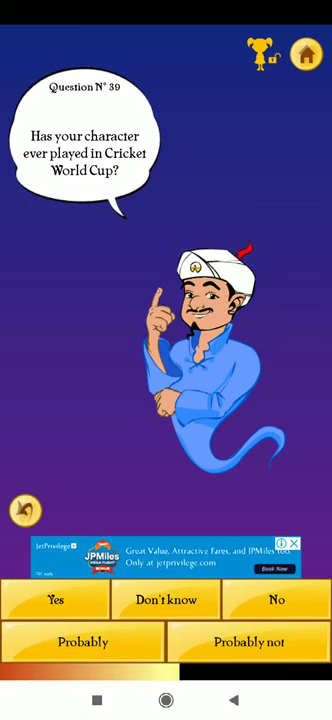 Question N° 39
Has your character
ever played in Cricket
World Cup?
JetPrivilege
JPMiles
Great Value, Attractive Fares, and JPMiles too.
Only at jetprivilege.com
Book Now
Yes
Don't know
No
Probably
Probably not